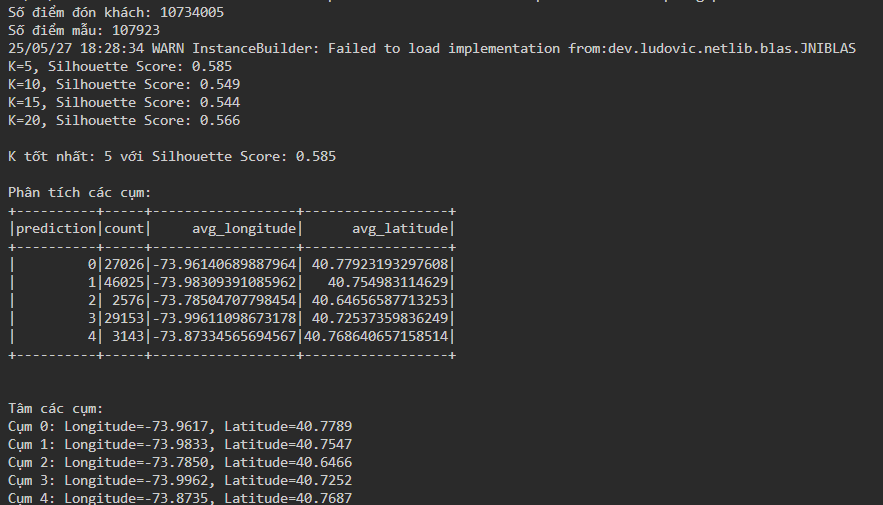 Số điểm đón khách: 10734005
Số điểm mẫu: 107923
25/05/27 18:28:34 WARN InstanceBuilder: Failed to load implementation from:dev.ludovic.netlib.blas.JNIBLAS
K=5, Silhouette Score: 0.585
K=10, Silhouette Score: 0.549
K=15, Silhouette Score: 0.544
K=20, Silhouette Score: 0.566
K tốt nhất: 5 với Silhouette Score: 0.585
Phân tích các cụm:
+----------+-----+------------------+------------------+
|prediction|count|     avg_longitude|      avg_latitude|
+----------+-----+------------------+------------------+
|         0|27026|-73.96140689887964| 40.77923193297608|
|         1|46025|-73.98309391085962|   40.754983114629|
|         2| 2576|-73.78504707798454| 40.64656587713253|
|         3|29153|-73.99611098673178| 40.72537359836249|
|         4| 3143|-73.87334565694567|40.768640657158514|
+----------+-----+------------------+------------------+
Tâm các cụm:
Cụm 0: Longitude=-73.9617, Latitude=40.7789
Cụm 1: Longitude=-73.9833, Latitude=40.7547
Cụm 2: Longitude=-73.7850, Latitude=40.6466
Cụm 3: Longitude=-73.9962, Latitude=40.7252
Cụm 4: Longitude=-73.8735, Latitude=40.7687